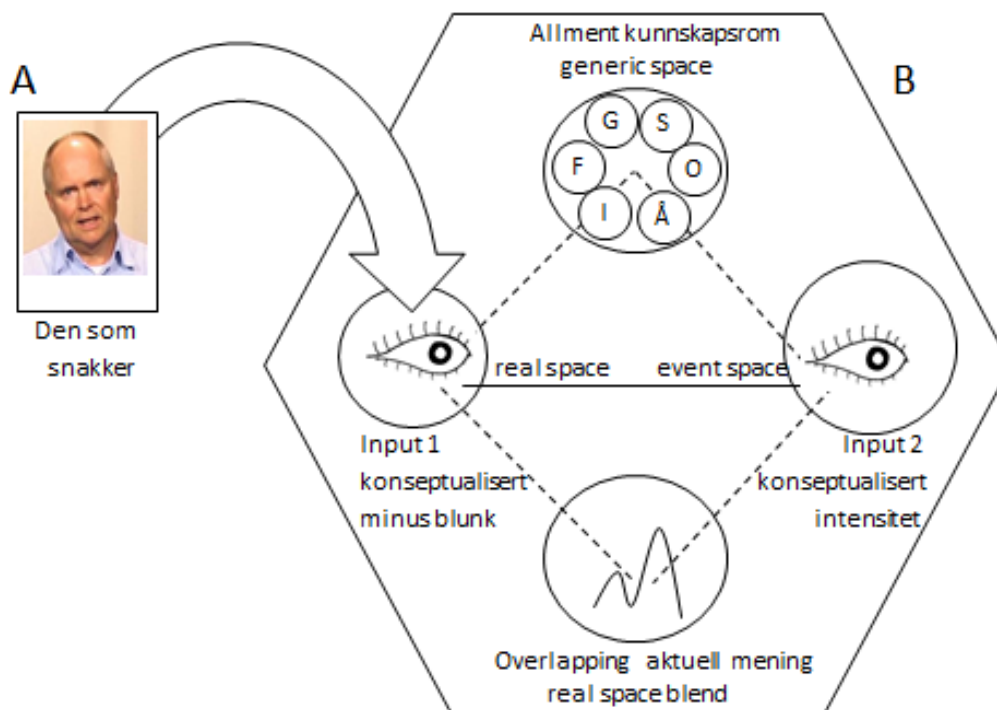 Allment kunnskapsrom
generic space
A
B
G
S
F
O
I
Å
Den som
snakker
real space
event space
Input 1
konseptualisert
minus blunk
Input 2
konseptualisert
intensitet
Overlapping aktuell mening
real space blend